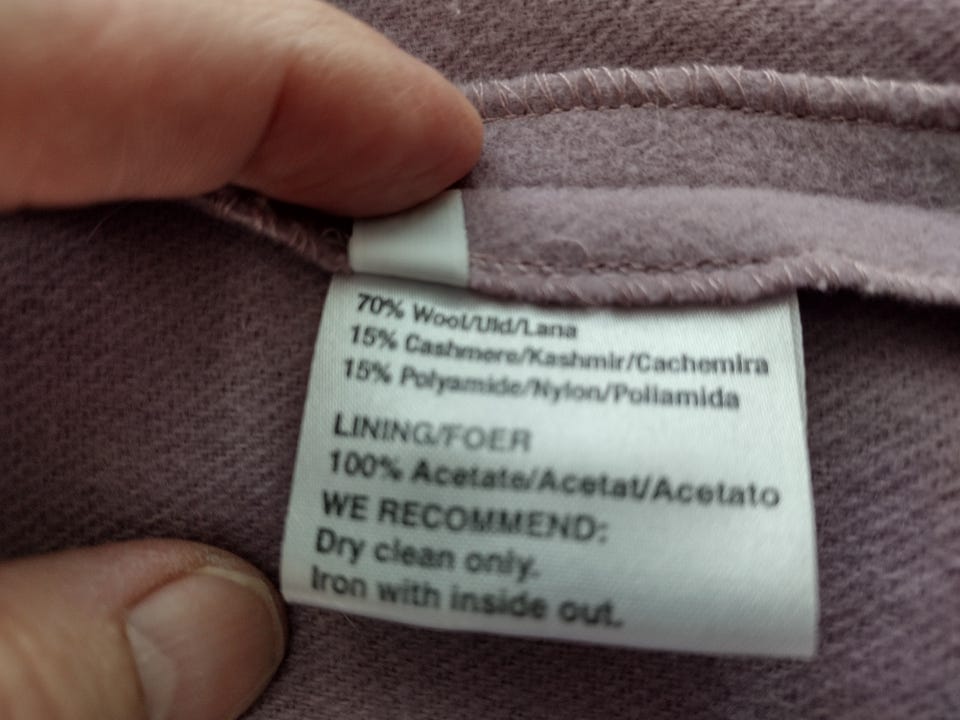 70% Wool/Uld/Lana
15% Cashmere/Kashmir/Cachemira
15% Polyamide/Nylon/Poliamida
LINING/FOER
100% Acetate/Acetat/Acetato
WE RECOMMEND:
Dry clean only.
Iron with inside out.